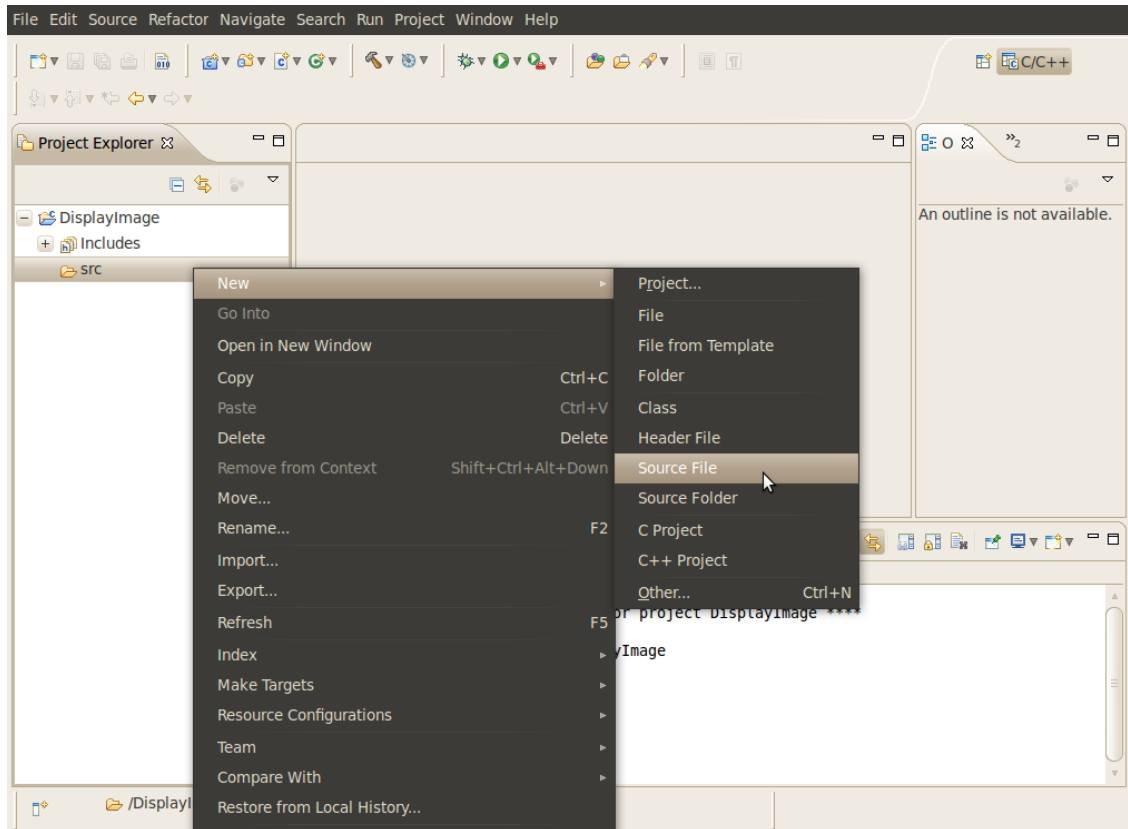 File Edit Source Refactor Navigate Search Run Project Window Help
C/C++
Project Explorer
O
»2
DisplayImage
Includes
src
An outline is not available.
New
Go Into
Open in New Window
Copy Ctrl+C
Paste Ctrl+V
Delete Delete
Remove from Context Shift+Ctrl+Alt+Down
Move...
Rename... F2
Import...
Export...
Refresh F5
Index
Make Targets
Resource Configurations
Team
Compare With
Restore from Local History...
Project...
File
File from Template
Folder
Class
Header File
Source File
Source Folder
C Project
C++ Project
Other... Ctrl+N
or project DisplayImage ****
yImage
/DisplayI